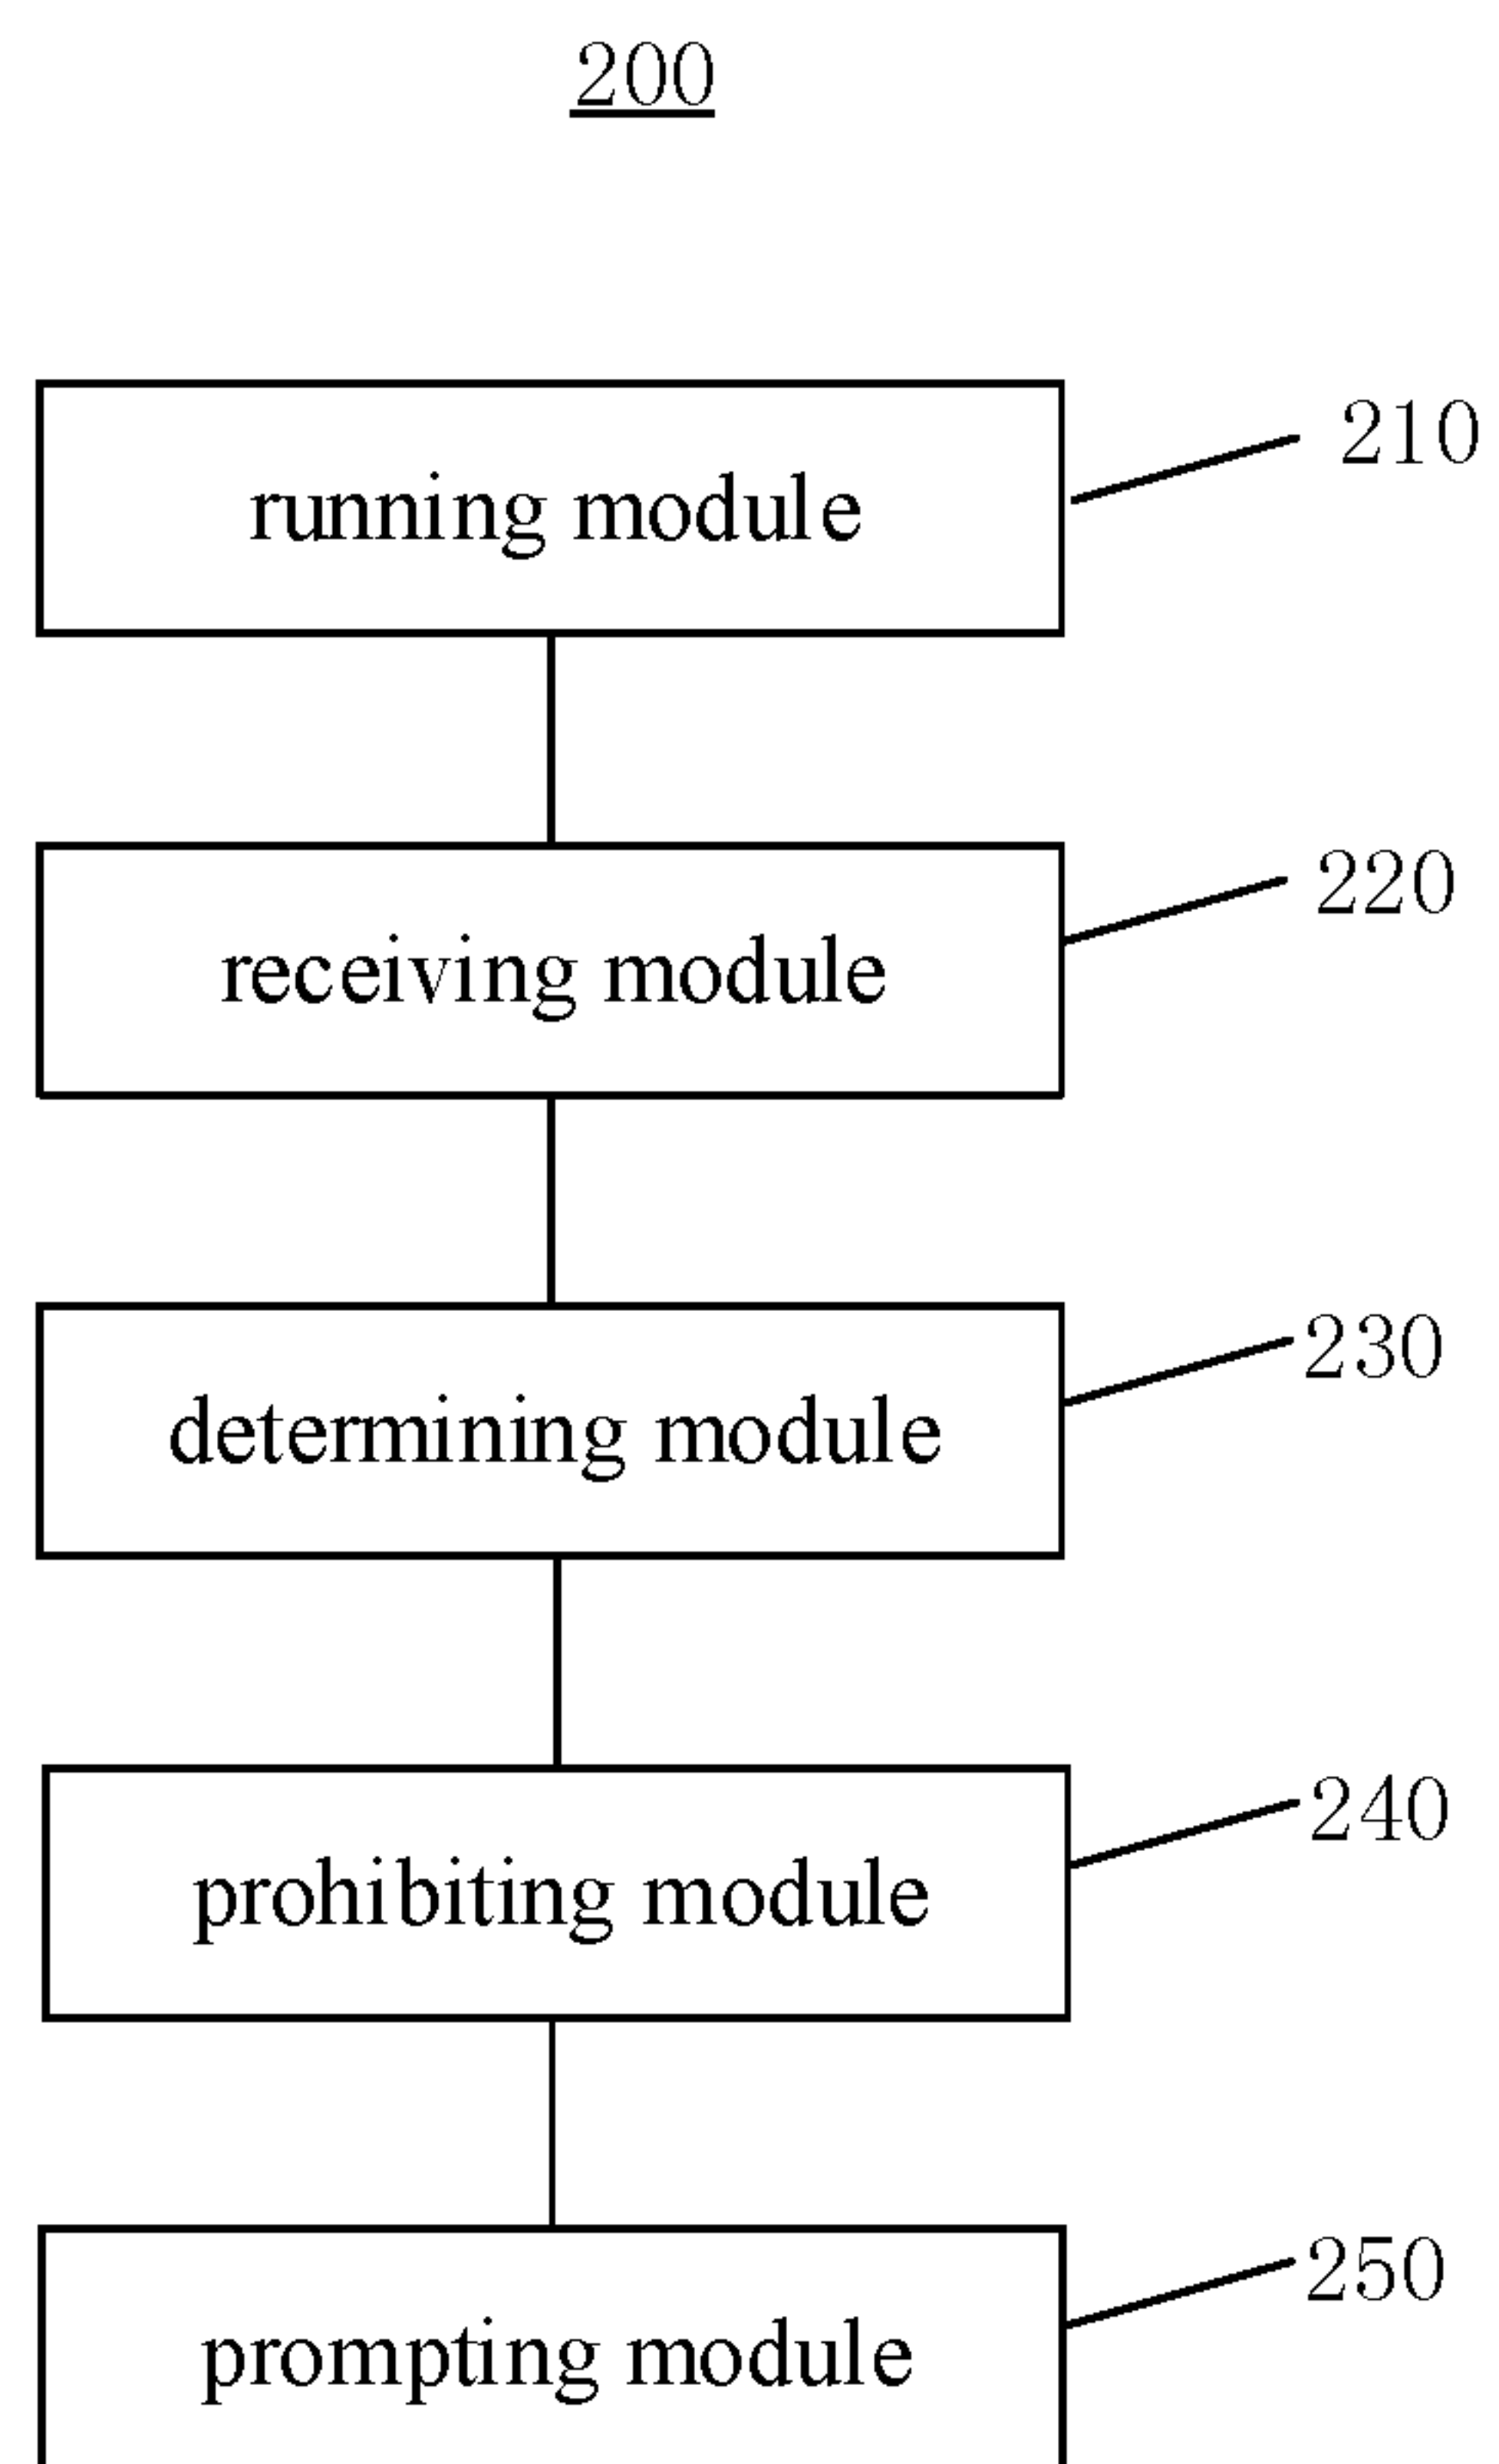 200
running module
210
receiving module
220
determining module
230
prohibiting module
240
prompting module
250